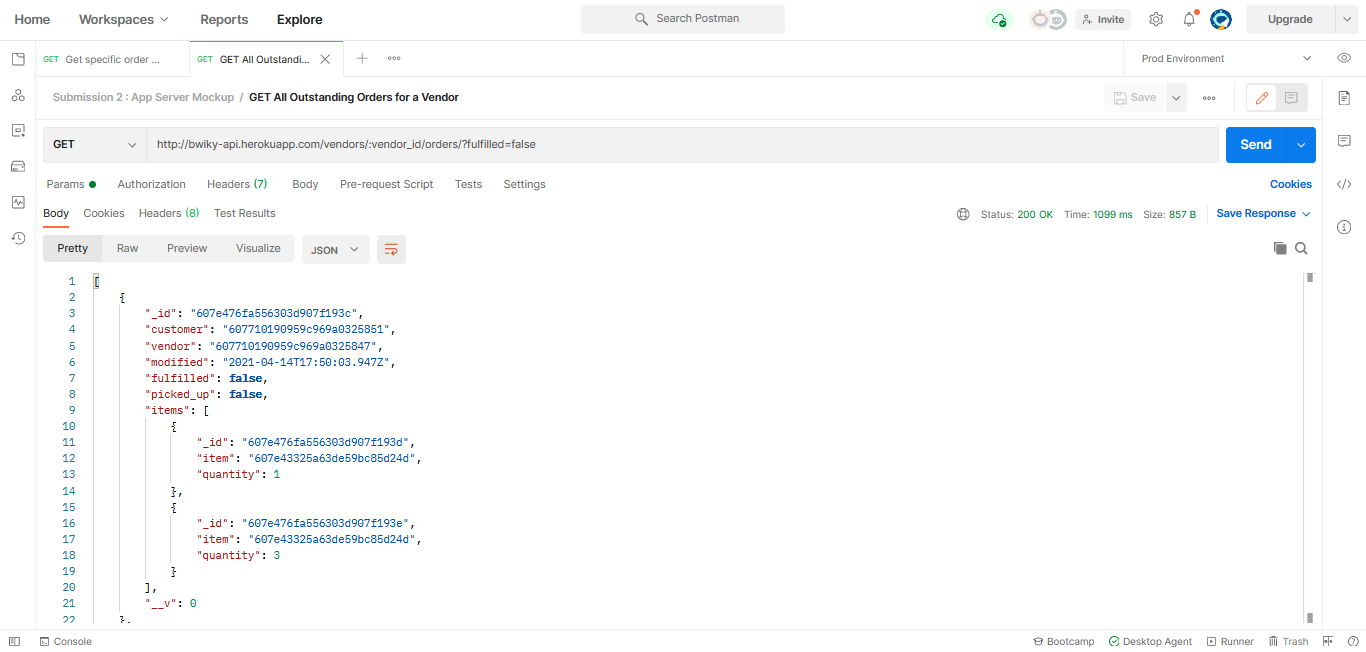 Home Workspaces Reports Explore Search Postman Invite Upgrade
GET Get specific order ... GET GET All Outstandi... Prod Environment
Submission 2 : App Server Mockup / GET All Outstanding Orders for a Vendor Save
GET http://bwiky-api.herokuapp.com/vendors/:vendor_id/orders/?fulfilled=false Send
Params Authorization Headers (7) Body Pre-request Script Tests Settings Cookies
Body Cookies Headers (8) Test Results Status: 200 OK Time: 1099 ms Size: 857 B Save Response
Pretty Raw Preview Visualize JSON
1 [
2 {
3 "_id": "607e476fa556303d907f193c",
4 "customer": "607710190959c969a0325851",
5 "vendor": "607710190959c969a0325847",
6 "modified": "2021-04-14T17:50:03.947Z",
7 "fulfilled": false,
8 "picked_up": false,
9 "items": [
10 {
11 "_id": "607e476fa556303d907f193d",
12 "item": "607e43325a63de59bc85d24d",
13 "quantity": 1
14 },
15 {
16 "_id": "607e476fa556303d907f193e",
17 "item": "607e43325a63de59bc85d24d",
18 "quantity": 3
19 }
20 ],
21 "__v": 0
22 },
Console Bootcamp Desktop Agent Runner Trash